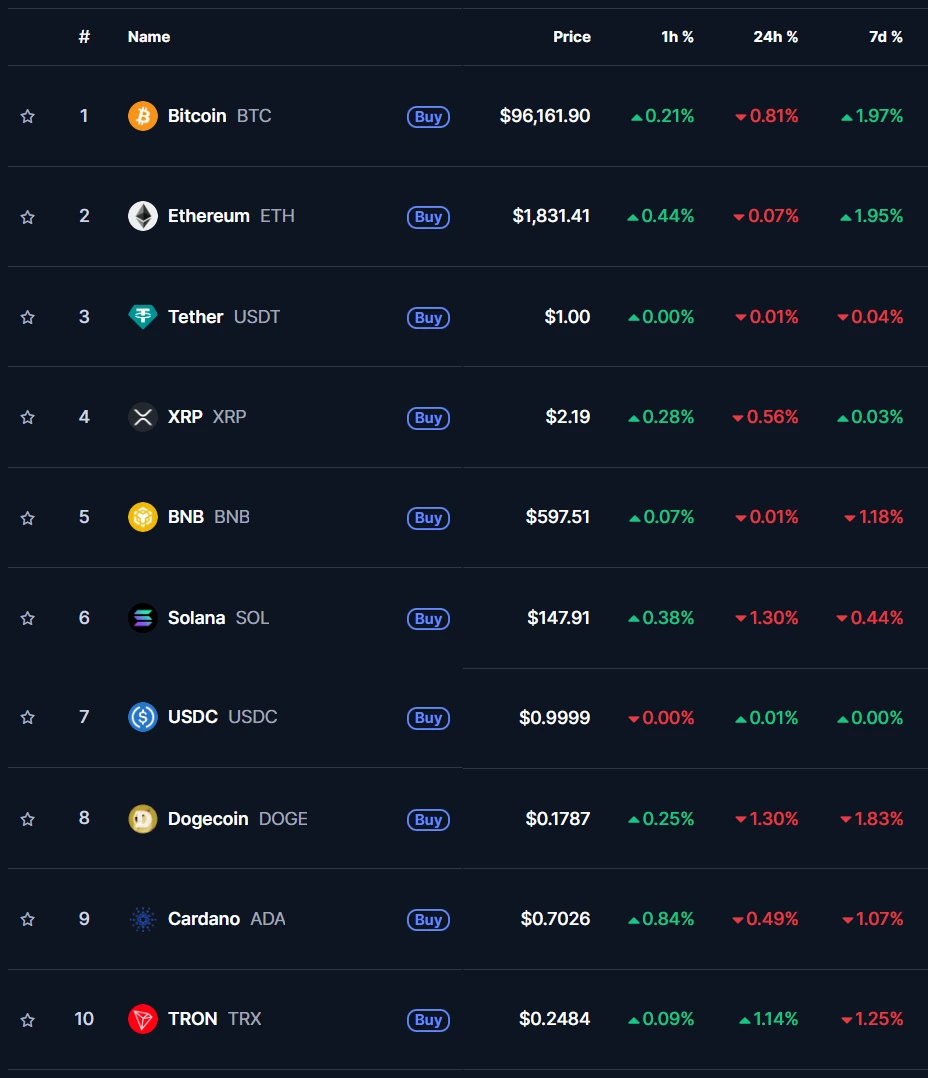 # Name Price 1h % 24h % 7d %
1 Bitcoin BTC Buy $96,161.90 ▲0.21% ▼0.81% ▲1.97%
2 Ethereum ETH Buy $1,831.41 ▲0.44% ▼0.07% ▲1.95%
3 Tether USDT Buy $1.00 ▲0.00% ▼0.01% ▼0.04%
4 XRP XRP Buy $2.19 ▲0.28% ▼0.56% ▲0.03%
5 BNB BNB Buy $597.51 ▲0.07% ▼0.01% ▼1.18%
6 Solana SOL Buy $147.91 ▲0.38% ▼1.30% ▼0.44%
7 USDC USDC Buy $0.9999 ▼0.00% ▲0.01% ▲0.00%
8 Dogecoin DOGE Buy $0.1787 ▲0.25% ▼1.30% ▼1.83%
9 Cardano ADA Buy $0.7026 ▲0.84% ▼0.49% ▼1.07%
10 TRON TRX Buy $0.2484 ▲0.09% ▲1.14% ▼1.25%